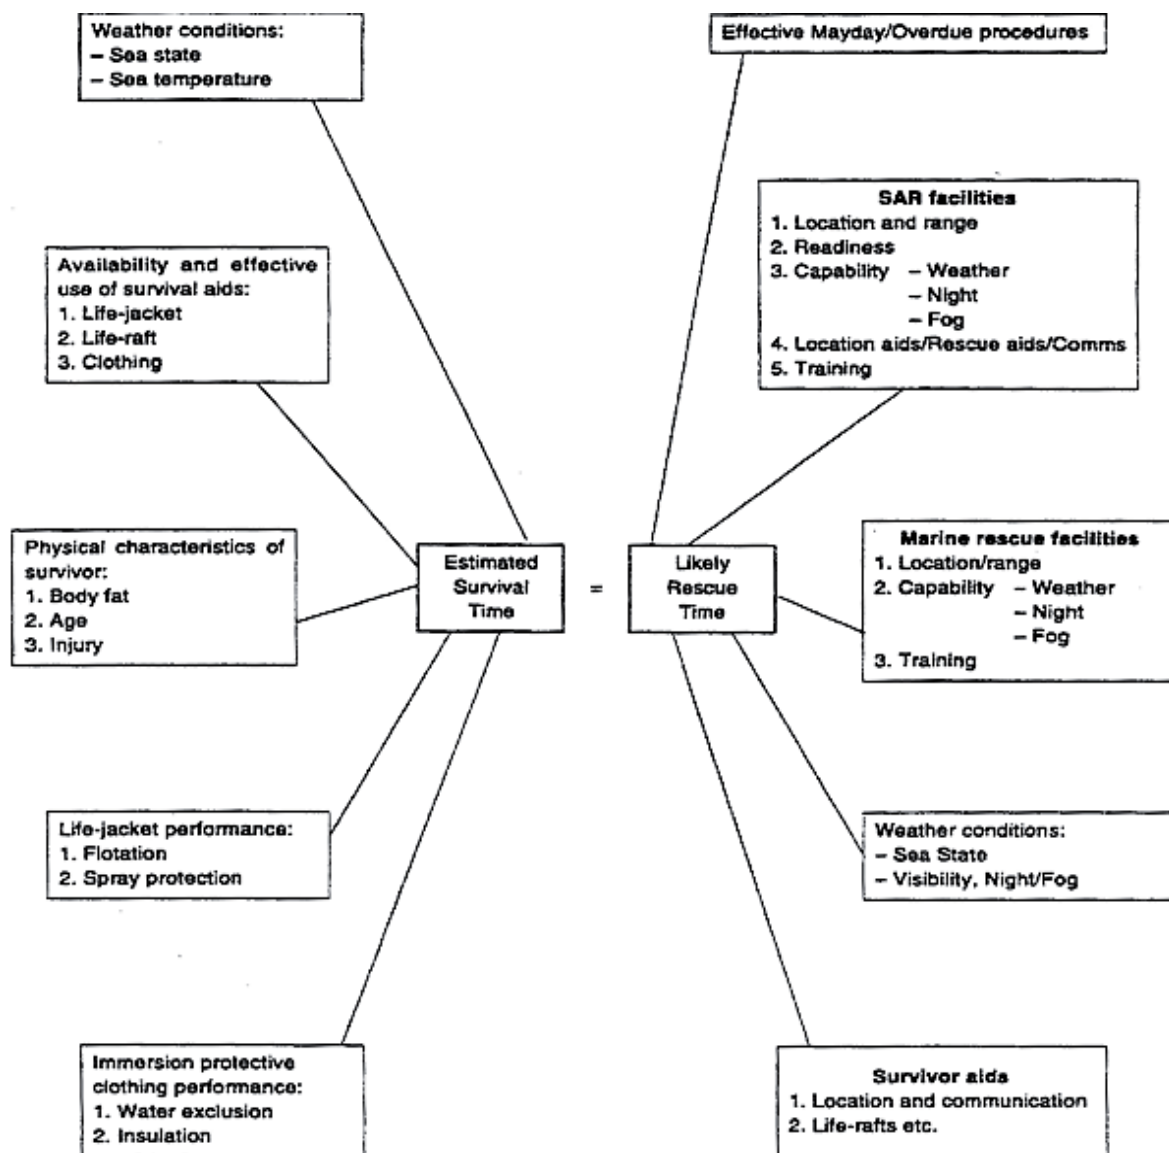 Weather conditions:
– Sea state
– Sea temperature
Effective Mayday/Overdue procedures
SAR facilities
1. Location and range
2. Readiness
3. Capability – Weather
– Night
– Fog
4. Location aids/Rescue aids/Comms
5. Training
Availability and effective
use of survival aids:
1. Life-jacket
2. Life-raft
3. Clothing
Physical characteristics of
survivor:
1. Body fat
2. Age
3. Injury
Estimated
Survival
Time
=
Likely
Rescue
Time
Marine rescue facilities
1. Location/range
2. Capability – Weather
– Night
– Fog
3. Training
Life-jacket performance:
1. Flotation
2. Spray protection
Weather conditions:
– Sea State
– Visibility, Night/Fog
Immersion protective
clothing performance:
1. Water exclusion
2. Insulation
Survivor aids
1. Location and communication
2. Life-rafts etc.